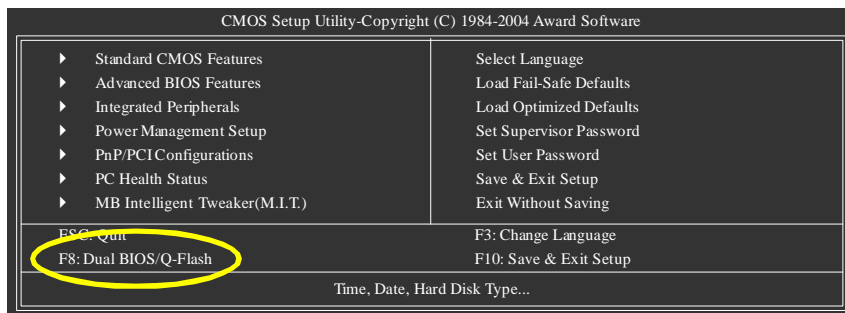 CMOS Setup Utility-Copyright (C) 1984-2004 Award Software
Standard CMOS Features
Advanced BIOS Features
Integrated Peripherals
Power Management Setup
PnP/PCI Configurations
PC Health Status
MB Intelligent Tweaker(M.I.T.)
Select Language
Load Fail-Safe Defaults
Load Optimized Defaults
Set Supervisor Password
Set User Password
Save & Exit Setup
Exit Without Saving
ESC: Quit
F3: Change Language
F8: Dual BIOS/Q-Flash
F10: Save & Exit Setup
Time, Date, Hard Disk Type...